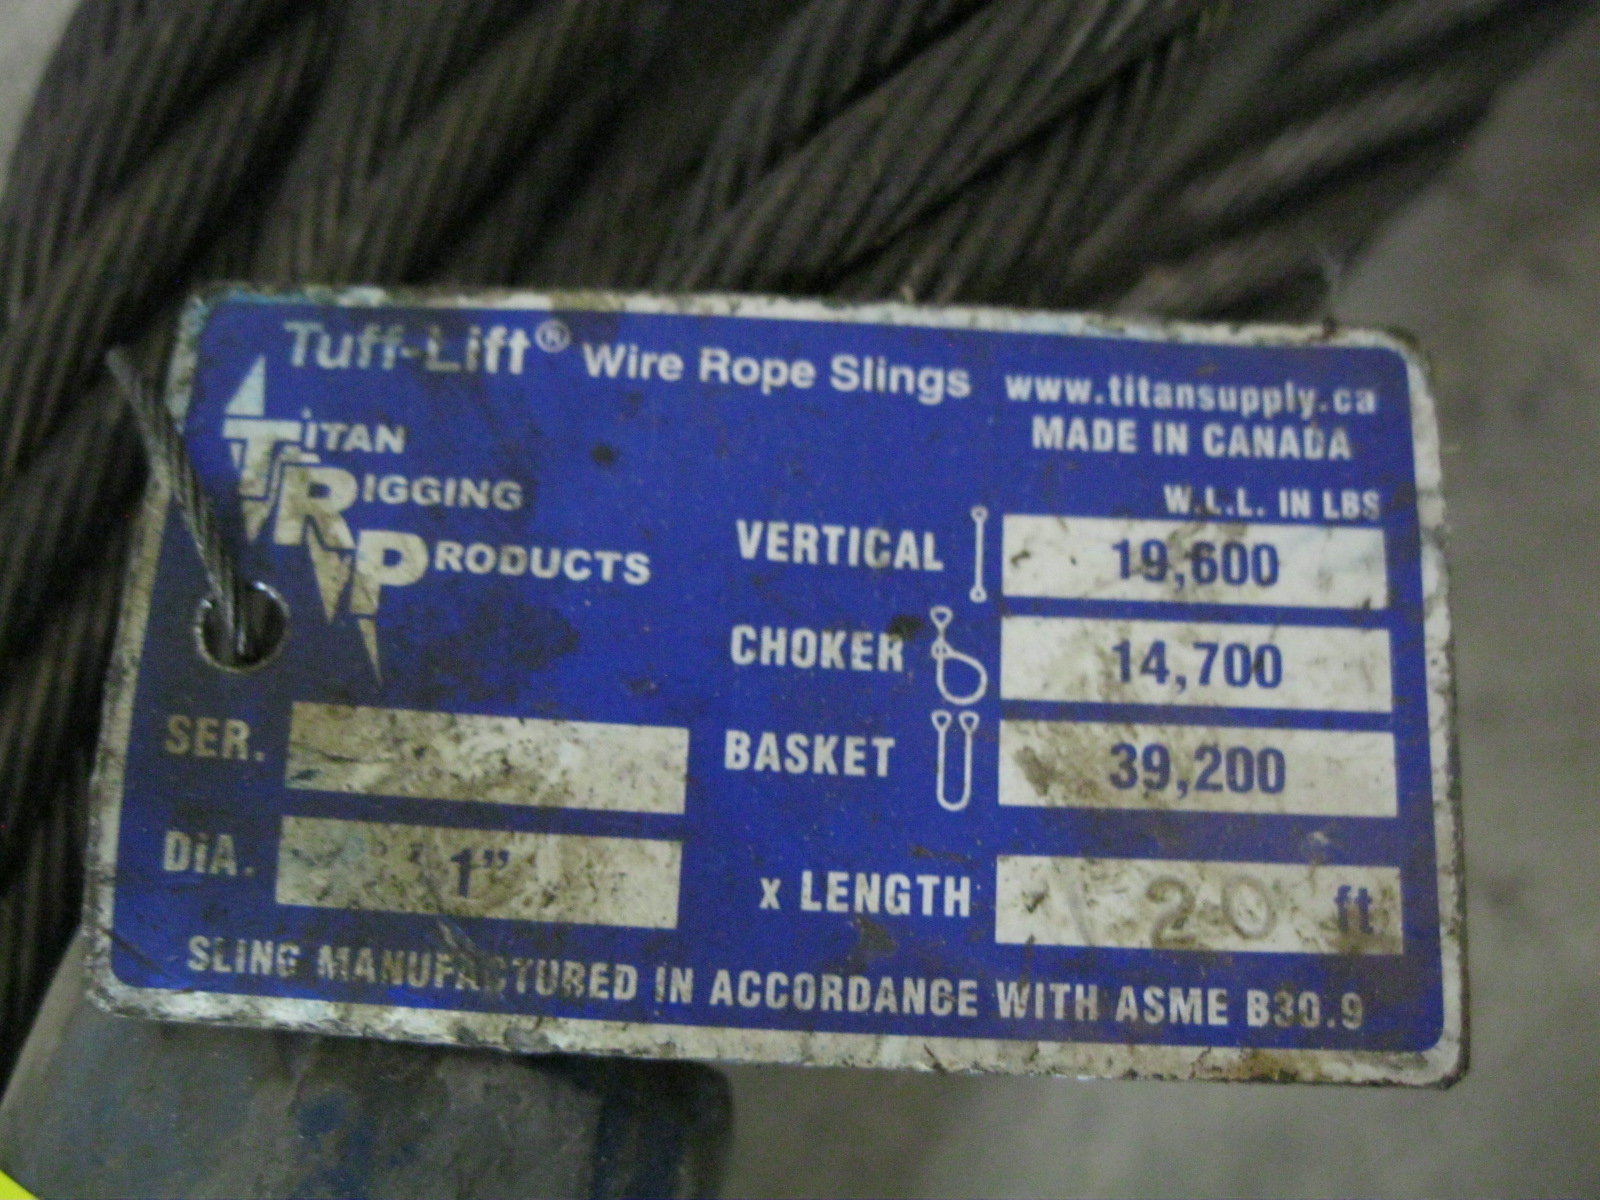 Tuff-Lift® Wire Rope Slings
www.titansupply.ca
MADE IN CANADA
TITAN
RIGGING
PRODUCTS
W.L.L. IN LBS
VERTICAL 19,600
CHOKER 14,700
BASKET 39,200
SER.
DIA. 1”
x LENGTH 20 ft
SLING MANUFACTURED IN ACCORDANCE WITH ASME B30.9